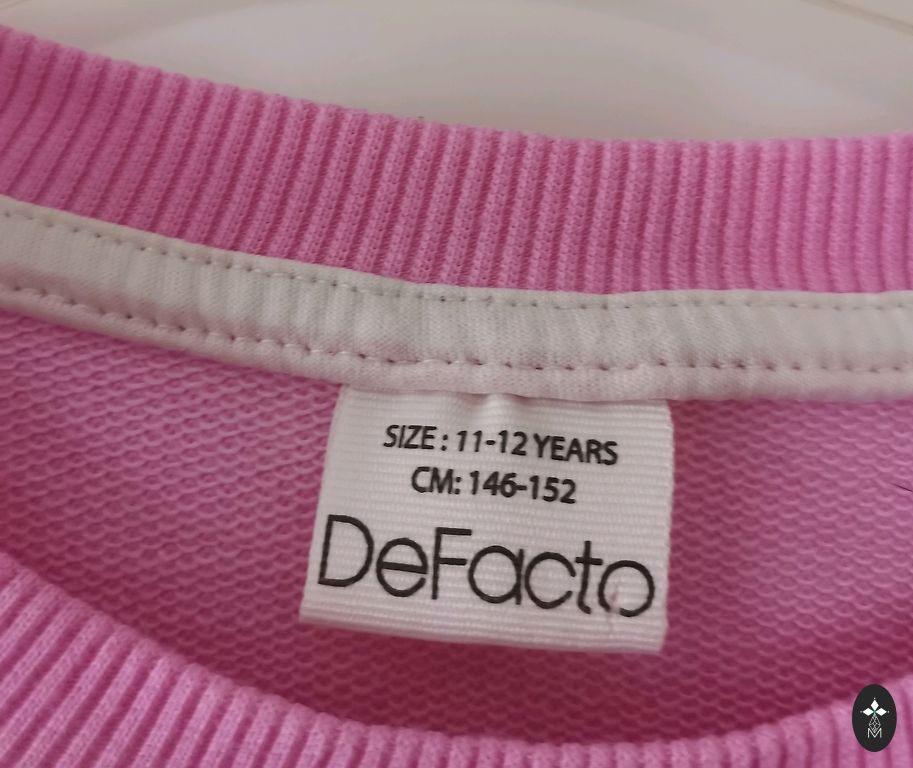 SIZE : 11-12 YEARS
CM: 146-152
DeFacto
M